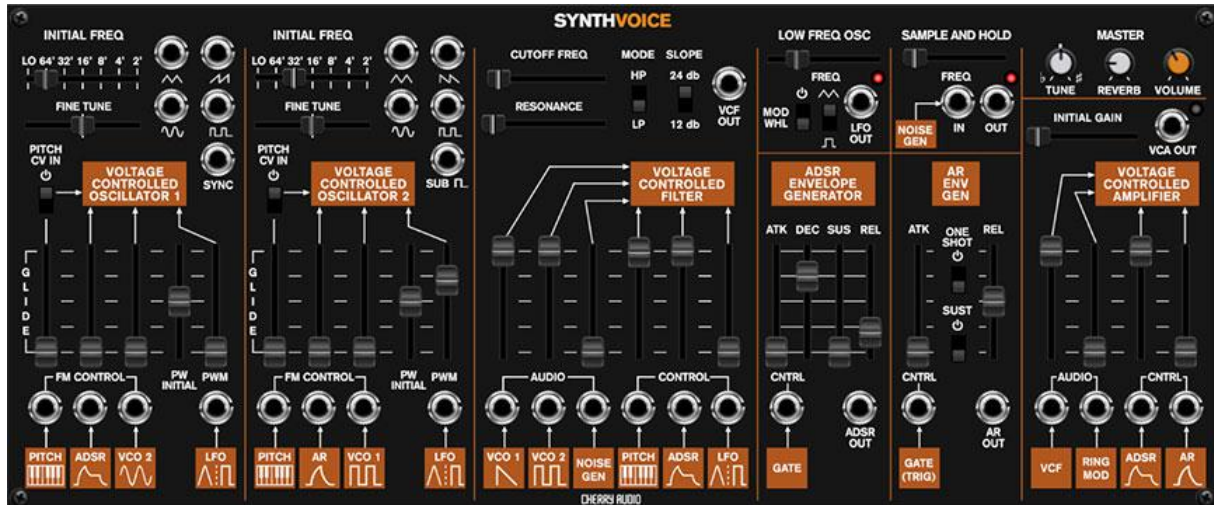 SYNTHVOICE
INITIAL FREQ
LO 64' 32' 16' 8' 4' 2'
FINE TUNE
PITCH
CV IN
SYNC
VOLTAGE
CONTROLLED
OSCILLATOR 1
GLIDE
FM CONTROL
PW
INITIAL
PWM
PITCH
ADSR
VCO 2
LFO
INITIAL FREQ
LO 64' 32' 16' 8' 4' 2'
FINE TUNE
PITCH
CV IN
SUB
VOLTAGE
CONTROLLED
OSCILLATOR 2
GLIDE
FM CONTROL
PW
INITIAL
PWM
PITCH
AR
VCO 1
LFO
CUTOFF FREQ
RESONANCE
MODE
HP
LP
SLOPE
24 db
12 db
VCF
OUT
VOLTAGE
CONTROLLED
FILTER
AUDIO
CONTROL
VCO 1
VCO 2
NOISE
GEN
PITCH
ADSR
LFO
CHERRY AUDIO
LOW FREQ OSC
FREQ
MOD
WHL
LFO
OUT
ADSR
ENVELOPE
GENERATOR
ATK DEC SUS REL
CNTRL
ADSR
OUT
GATE
SAMPLE AND HOLD
FREQ
NOISE
GEN
IN
OUT
AR
ENV
GEN
ATK
ONE
SHOT
REL
SUST
CNTRL
AR
OUT
GATE
(TRIG)
MASTER
TUNE
REVERB
VOLUME
INITIAL GAIN
VCA OUT
VOLTAGE
CONTROLLED
AMPLIFIER
AUDIO
CNTRL
VCF
RING
MOD
ADSR
AR